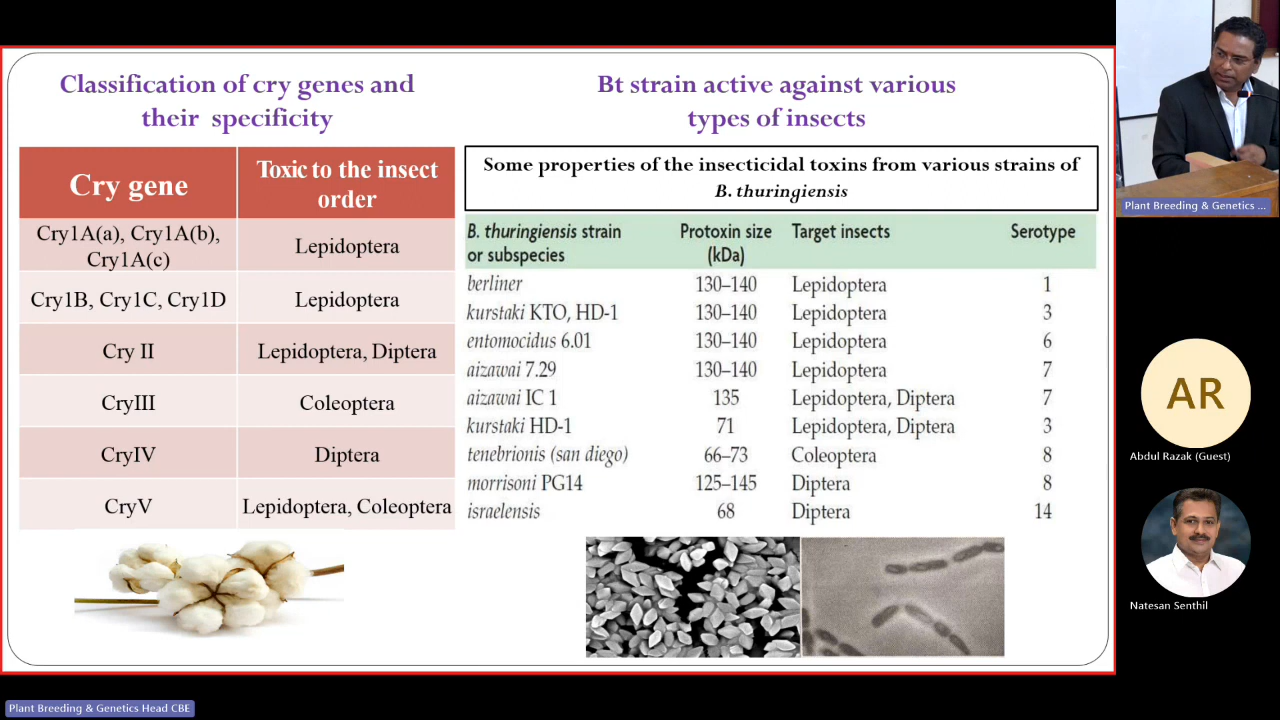 Classification of cry genes and
their specificity
Cry gene
Toxic to the insect
order
Cry1A(a), Cry1A(b),
Cry1A(c)
Lepidoptera
Cry1B, Cry1C, Cry1D
Lepidoptera
Cry II
Lepidoptera, Diptera
CryIII
Coleoptera
CryIV
Diptera
CryV
Lepidoptera, Coleoptera
Bt strain active against various
types of insects
Some properties of the insecticidal toxins from various strains of
B. thuringiensis
B. thuringiensis strain
or subspecies
Protoxin size
(kDa)
Target insects
Serotype
berliner 130–140 Lepidoptera 1
kurstaki KTO, HD-1 130–140 Lepidoptera 3
entomocidus 6.01 130–140 Lepidoptera 6
aizawai 7.29 130–140 Lepidoptera 7
aizawai IC 1 135 Lepidoptera, Diptera 7
kurstaki HD-1 71 Lepidoptera, Diptera 3
tenebrionis (san diego) 66–73 Coleoptera 8
morrisoni PG14 125–145 Diptera 8
israelensis 68 Diptera 14
Plant Breeding & Genetics ...
AR
Abdul Razak (Guest)
Natesan Senthil
Plant Breeding & Genetics Head CBE